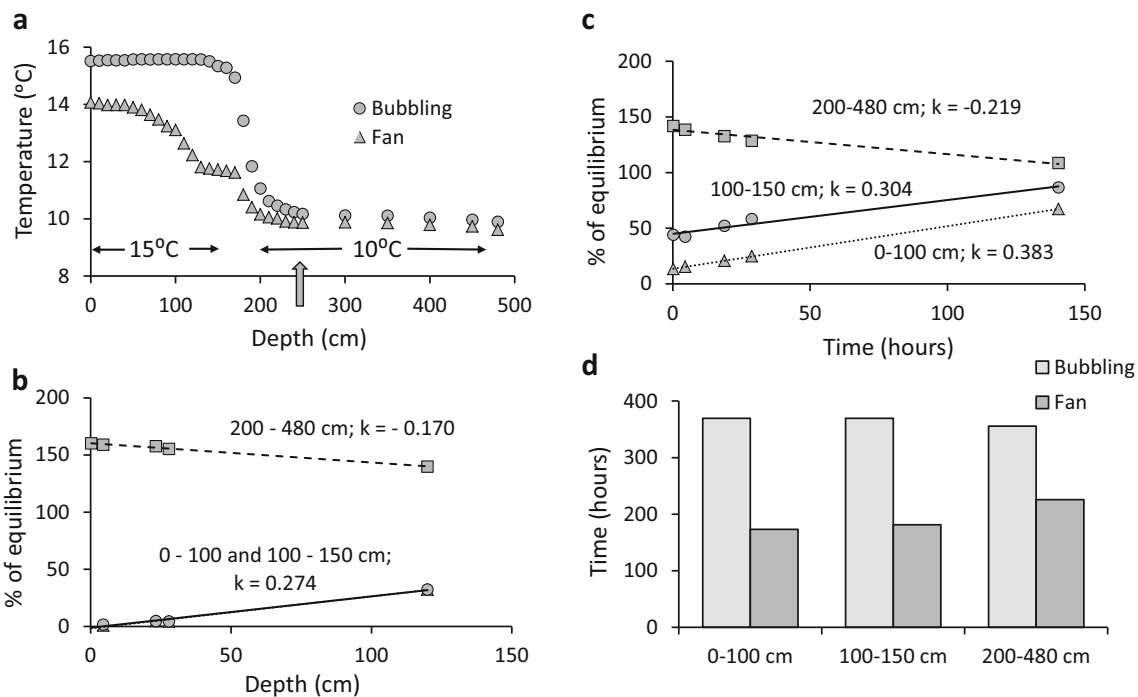 a
16
14
12
10
8
Temperature (ºC)
Bubbling
Fan
15ºC
10ºC
0
100
200
300
400
500
Depth (cm)
b
200
150
100
50
0
% of equilibrium
200 - 480 cm; k = - 0.170
0 - 100 and 100 - 150 cm;
k = 0.274
0
50
100
150
Depth (cm)
c
200
150
100
50
0
% of equilibrium
200-480 cm; k = -0.219
100-150 cm; k = 0.304
0-100 cm; k = 0.383
0
50
100
150
Time (hours)
d
Bubbling
Fan
400
300
200
100
0
Time
(hours)
0-100 cm
100-150 cm
200-480 cm